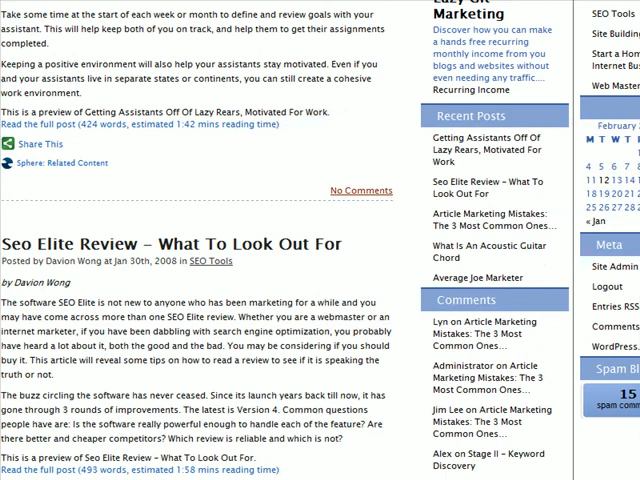 Take some time at the start of each week or month to define and review goals with your
assistant. This will help keep both of you on track, and help them to get their assignments
completed.
Keeping a positive environment will also help your assistants stay motivated. Even if you
and your assistants live in separate states or continents, you can still create a cohesive
work environment.
This is a preview of Getting Assistants Off Of Lazy Rears, Motivated For Work.
Read the full post (424 words, estimated 1:42 mins reading time)
Share This
Sphere: Related Content
No Comments
Seo Elite Review – What To Look Out For
Posted by Davion Wong at Jan 30th, 2008 in SEO Tools
by Davion Wong
The software SEO Elite is not new to anyone who has been marketing for a while and you
may have come across more than one SEO Elite review. Whether you are a webmaster or an
internet marketer, if you have been dabbling with search engine optimization, you probably
have heard a lot about it, both the good and the bad. You may be considering if you should
buy it. This article will reveal some tips on how to read a review to see if it is speaking the
truth or not.
The buzz circling the software has never ceased. Since its launch years back till now, it has
gone through 3 rounds of improvements. The latest is Version 4. Common questions
people have are: Is the software really powerful enough to handle each of the feature? Are
there better and cheaper competitors? Which review is reliable and which is not?
This is a preview of Seo Elite Review – What To Look Out For.
Read the full post (493 words, estimated 1:58 mins reading time)
Marketing
Discover how you can make
a hands free recurring
monthly income from you
blogs and websites without
even needing any traffic....
Recurring Income
Recent Posts
Getting Assistants Off Of
Lazy Rears, Motivated For
Work
Seo Elite Review – What To
Look Out For
Article Marketing Mistakes:
The 3 Most Common Ones...
What Is An Acoustic Guitar
Chord
Average Joe Marketer
Comments
Lyn on Article Marketing
Mistakes: The 3 Most
Common Ones...
Administrator on Article
Marketing Mistakes: The 3
Most Common Ones...
Jim Lee on Article Marketing
Mistakes: The 3 Most
Common Ones...
Alex on Stage II – Keyword
Discovery
SEO Tools
Site Building
Start a Hom
Internet Bus
Web Master
February 2
M T W T F
1
4 5 6 7 8
11 12 13 14 1
18 19 20 21 2
25 26 27 28 2
« Jan
Meta
Site Admin
Logout
Entries RSS
Comments
WordPress.
Spam Bl
15
spam comm